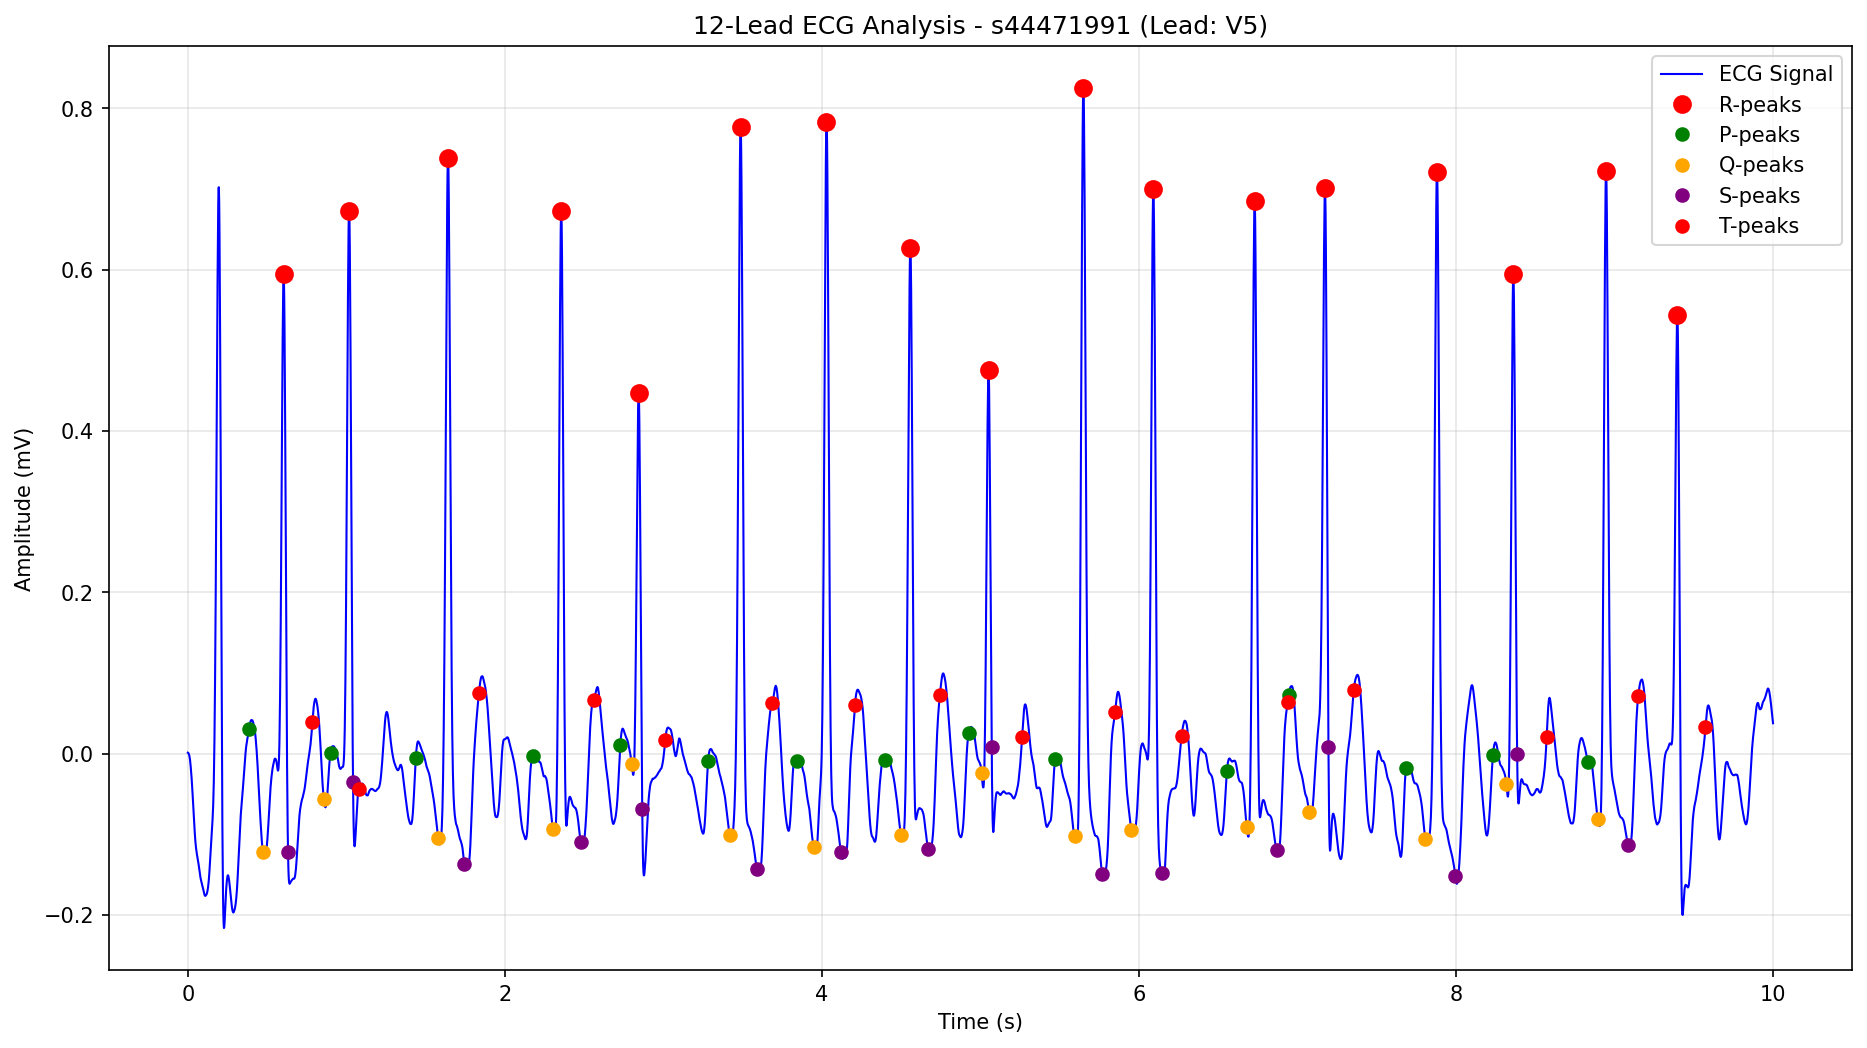 12-Lead ECG Analysis - s44471991 (Lead: V5)
ECG Signal
R-peaks
P-peaks
Q-peaks
S-peaks
T-peaks
Amplitude (mV)
0.8
0.6
0.4
0.2
0.0
−0.2
0 2 4 6 8 10
Time (s)